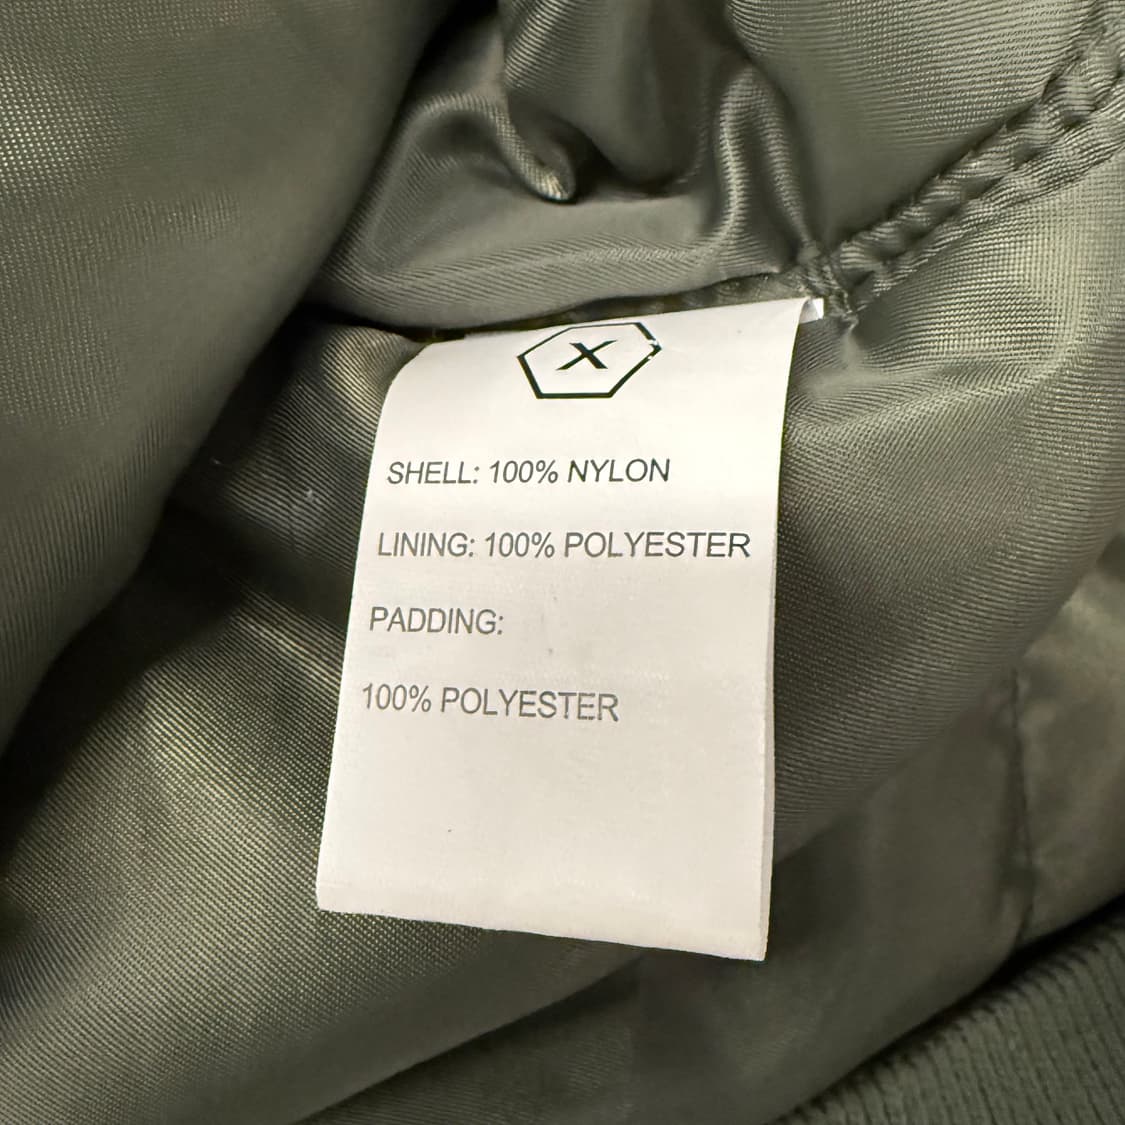 X
SHELL: 100% NYLON
LINING: 100% POLYESTER
PADDING:
100% POLYESTER